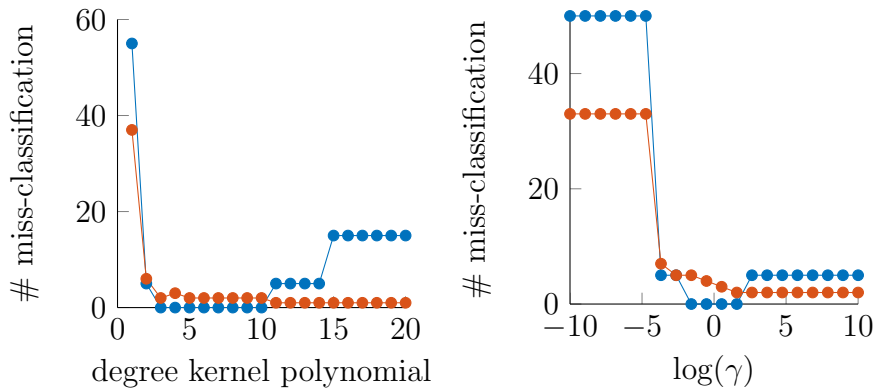 # miss-classification
60
40
20
0
0 5 10 15 20
degree kernel polynomial
# miss-classification
40
20
0
−10 −5 0 5 10
log(γ)